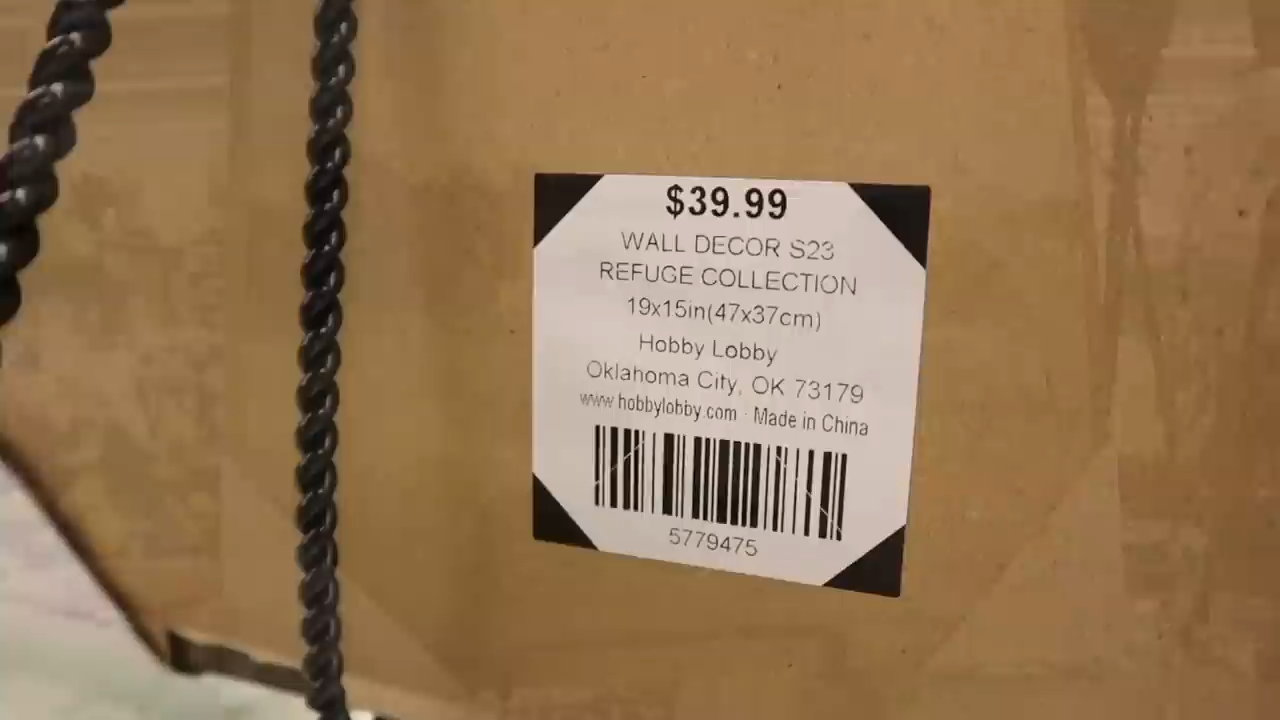 $39.99
WALL DECOR S23
REFUGE COLLECTION
19x15in(47x37cm)
Hobby Lobby
Oklahoma City, OK 73179
www.hobbylobby.com · Made in China
5779475